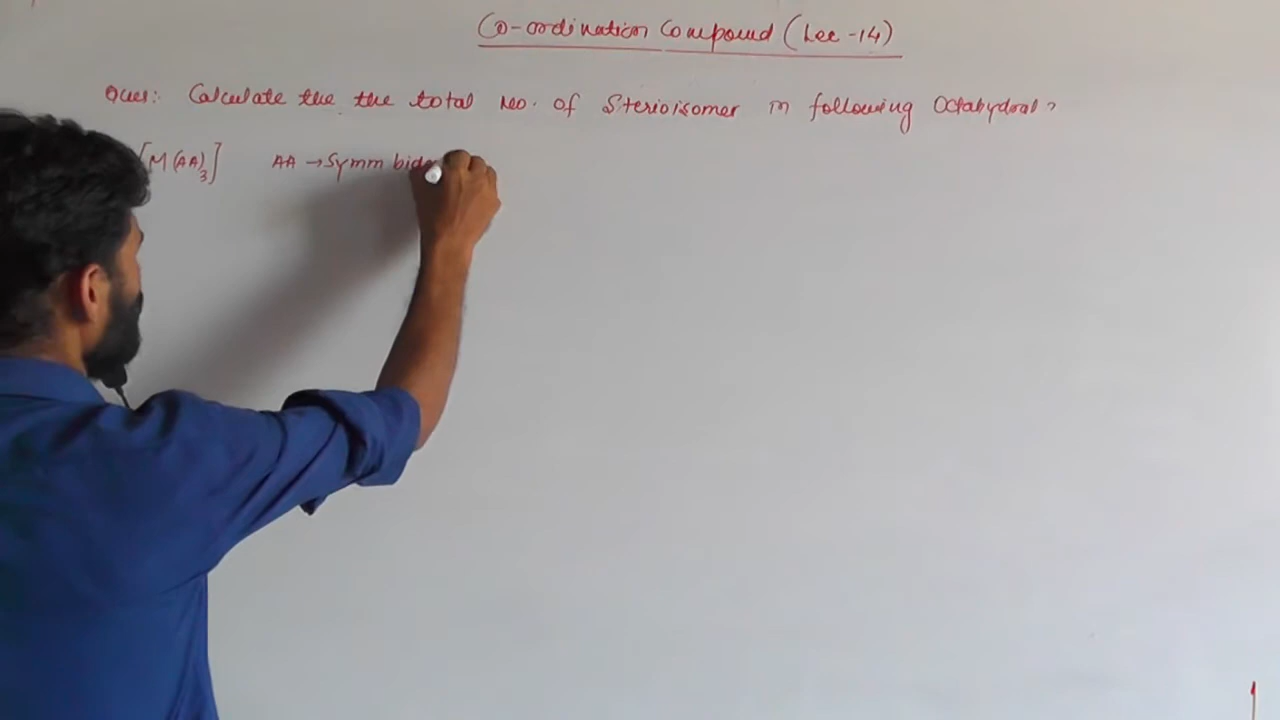 Co-ordination Compound (Lec-14)
Ques: Calculate the the total No. of Sterioisomer in following Octahydral?
[M(AA)3] AA → Symm bide